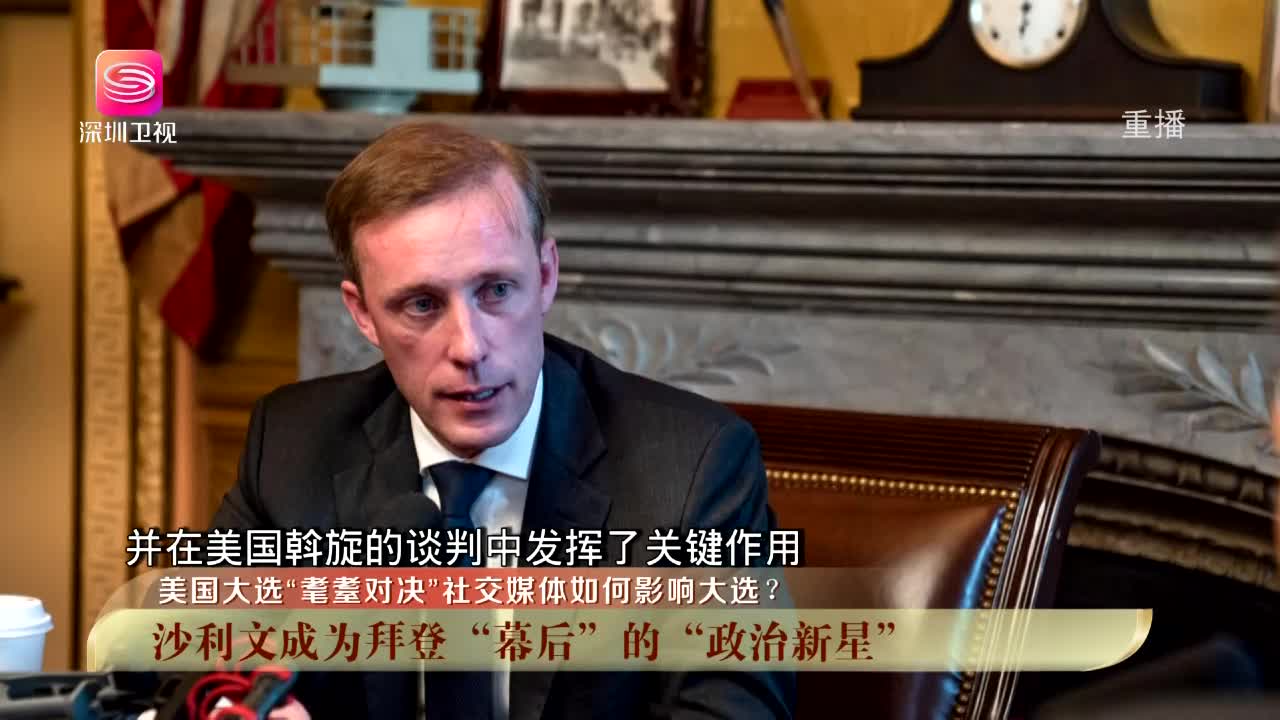 深圳卫视
重播
并在美国斡旋的谈判中发挥了关键作用
美国大选“耄耋对决”社交媒体如何影响大选？
沙利文成为拜登“幕后”的“政治新星”